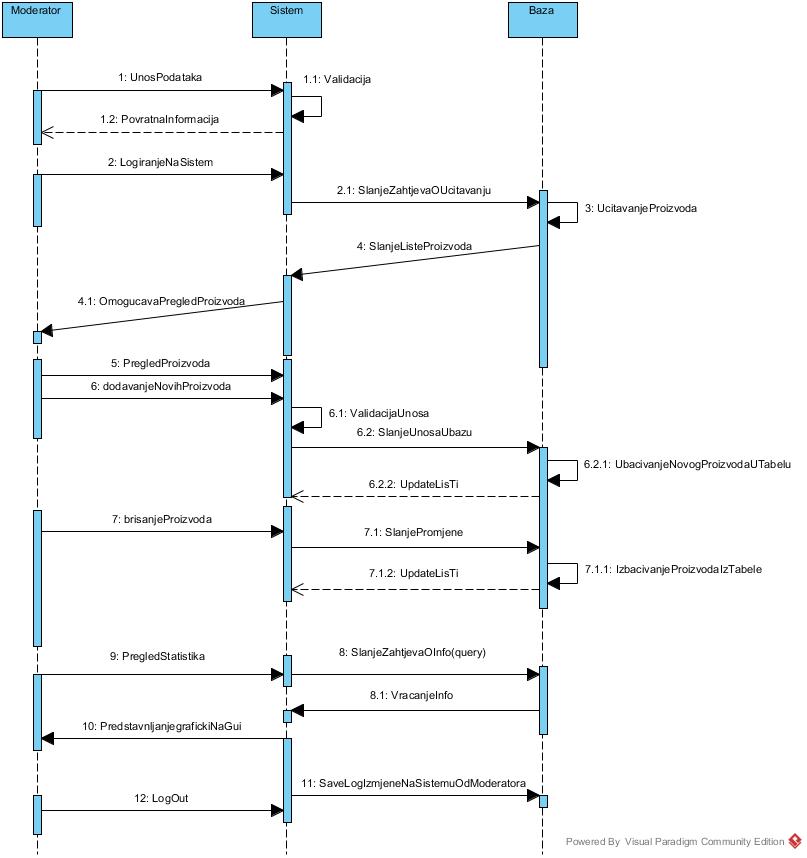 Moderator
Sistem
Baza
1: UnosPodataka
1.1: Validacija
1.2: PovratnaInformacija
2: LogiranjeNaSistem
2.1: SlanjeZahtjevaOUcitavanju
3: UcitavanjeProizvoda
4: SlanjeListeProizvoda
4.1: OmogucavaPregledProizvoda
5: PregledProizvoda
6: dodavanjeNovihProizvoda
6.1: ValidacijaUnosa
6.2: SlanjeUnosaUbazu
6.2.1: UbacivanjeNovogProizvodaUTabelu
6.2.2: UpdateLisTi
7: brisanjeProizvoda
7.1: SlanjePromjene
7.1.1: IzbacivanjeProizvodaIzTabele
7.1.2: UpdateLisTi
9: PregledStatistika
8: SlanjeZahtjevaOInfo(query)
8.1: VracanjeInfo
10: PredstavnljanjegrafickiNaGui
11: SaveLogIzmjeneNaSistemuOdModeratora
12: LogOut
Powered By Visual Paradigm Community Edition